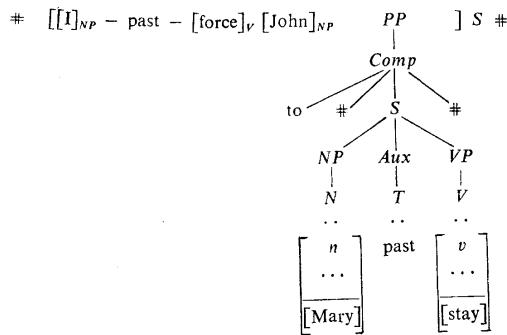 # [[I]NP – past – [force]V [John]NP PP ] S #
Comp
to # S #
NP Aux VP
N T V
.. .. ..
n past v
... ...
[Mary] [stay]